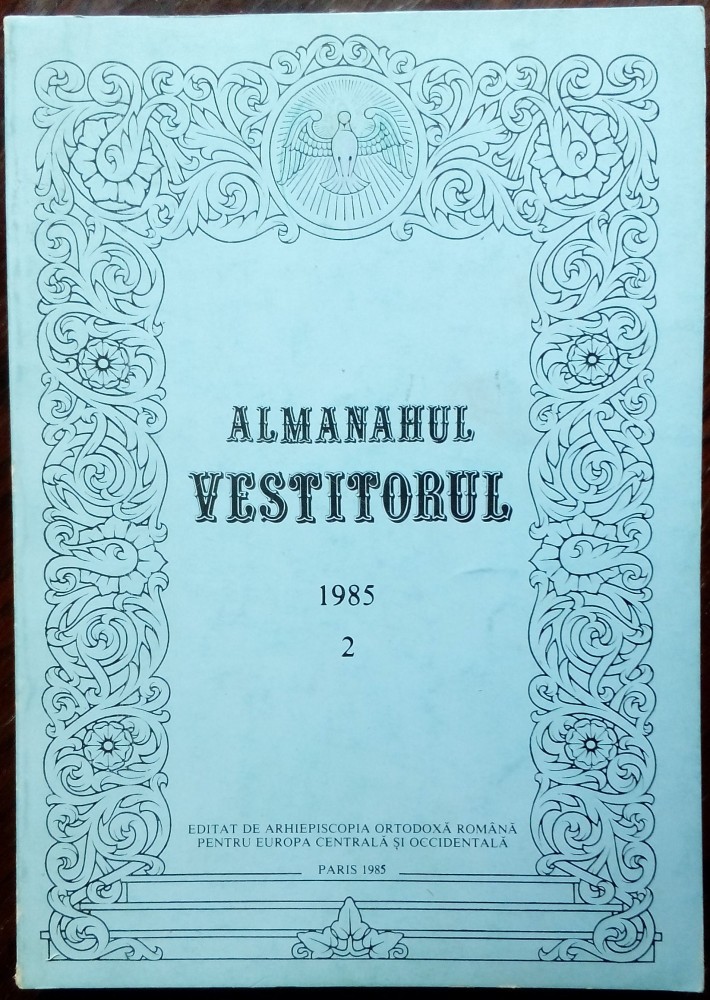 ALMANAHUL
VESTITORUL
1985
2
EDITAT DE ARHIEPISCOPIA ORTODOXĂ ROMÂNĂ
PENTRU EUROPA CENTRALĂ ȘI OCCIDENTALĂ
PARIS 1985